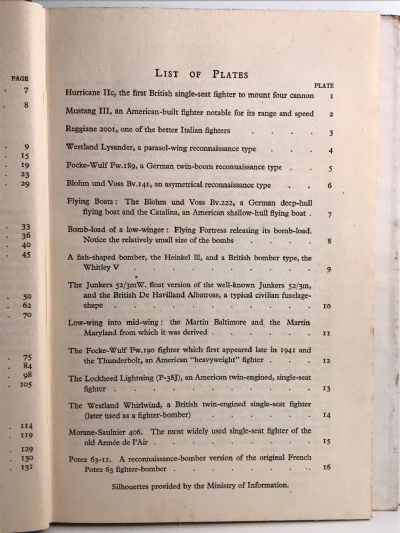 PAGE
7
8
9
15
19
23
29
33
36
40
45
50
62
70
75
84
98
105
114
119
129
130
131
List of Plates
PLATE
Hurricane IIc, the first British single-seat fighter to mount four cannon 1
Mustang III, an American-built fighter notable for its range and speed 2
Reggiane 2001, one of the better Italian fighters . . . . 3
Westland Lysander, a parasol-wing reconnaissance type . . 4
Focke-Wulf Fw.189, a German twin-boom reconnaissance type . 5
Blohm und Voss Bv.141, an asymetrical reconnaissance type . 6
Flying Boats: The Blohm und Voss Bv.222, a German deep-hull
flying boat and the Catalina, an American shallow-hull flying boat . 7
Bomb-load of a low-winger: Flying Fortress releasing its bomb-load.
Notice the relatively small size of the bombs . . . . 8
A fish-shaped bomber, the Heinkel III, and a British bomber type, the
Whitley V . . . . . . . . . 9
The Junkers 52/3mW. float version of the well-known Junkers 52/3m,
and the British De Havilland Albatross, a typical civilian fuselage-
shape . . . . . . . . . . 10
Low-wing into mid-wing: the Martin Baltimore and the Martin
Maryland from which it was derived . . . . . 11
The Focke-Wulf Fw.190 fighter which first appeared late in 1941 and
the Thunderbolt, an American "heavyweight" fighter . . 12
The Lockheed Lightning (P-38J), an American twin-engined, single-seat
fighter . . . . . . . . . . 13
The Westland Whirlwind, a British twin-engined single-seat fighter
(later used as a fighter-bomber) . . . . . . 14
Morane-Saulnier 406. The most widely used single-seat fighter of the
old Armée de l'Air . . . . . . . . 15
Potez 63-11. A reconnaissance-bomber version of the original French
Potez 63 fighter-bomber . . . . . . . 16
Silhouettes provided by the Ministry of Information.